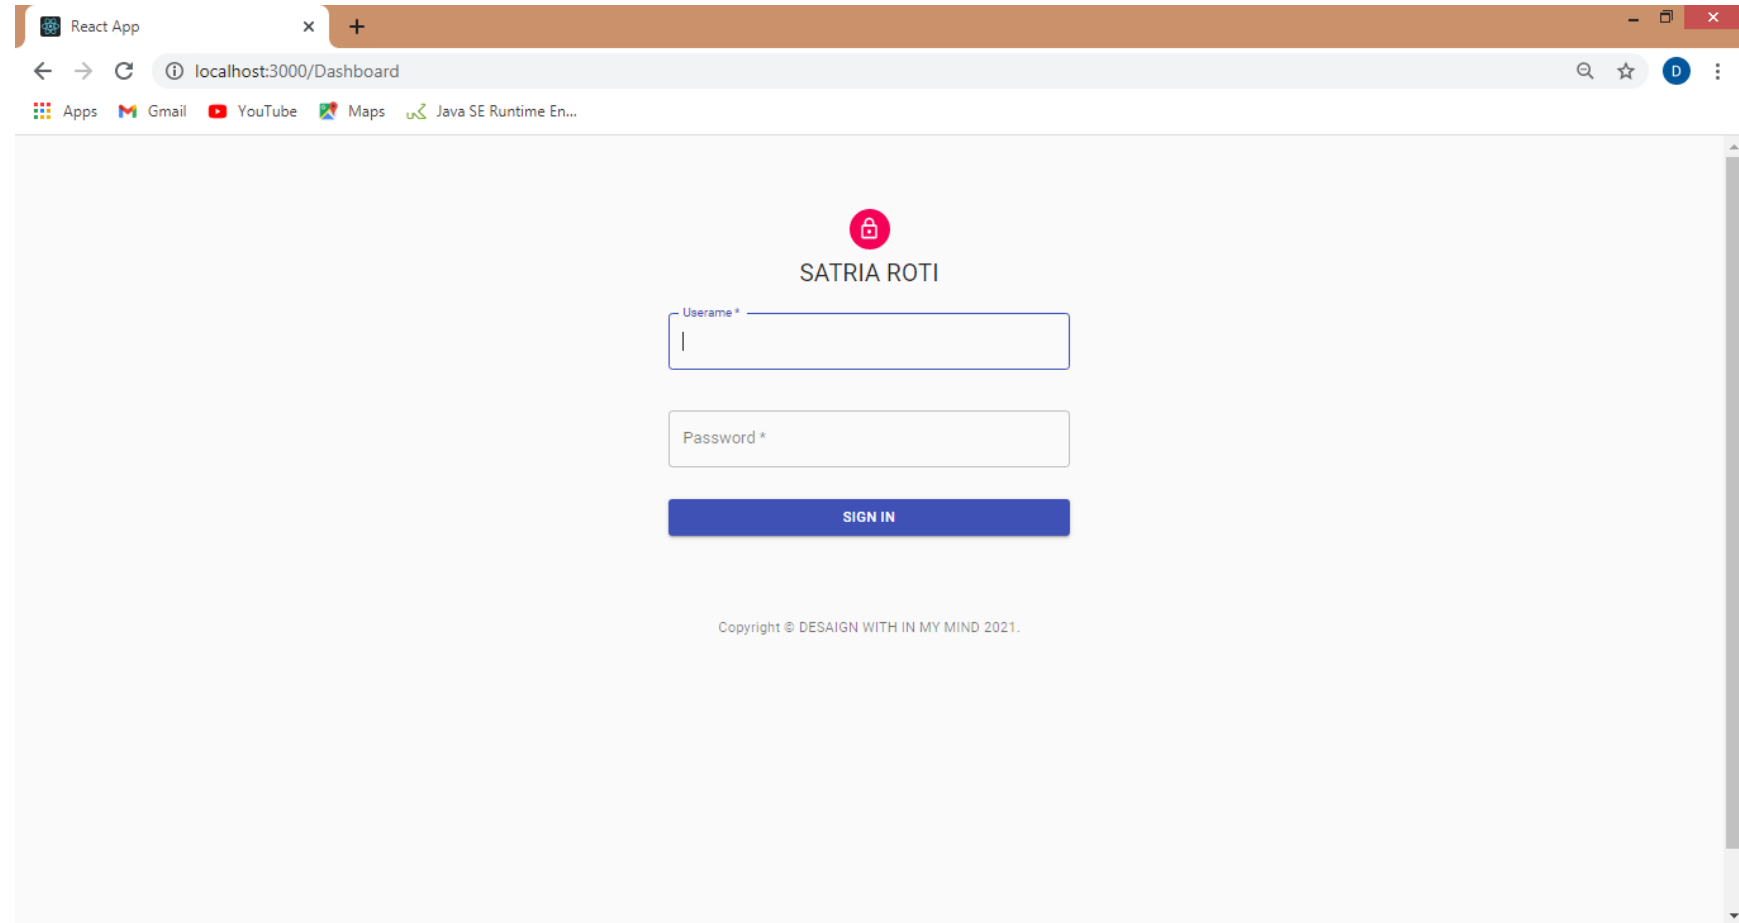 React App
localhost:3000/Dashboard
D
Apps Gmail YouTube Maps Java SE Runtime En...
SATRIA ROTI
Userame *
Password *
SIGN IN
Copyright © DESAIGN WITH IN MY MIND 2021.